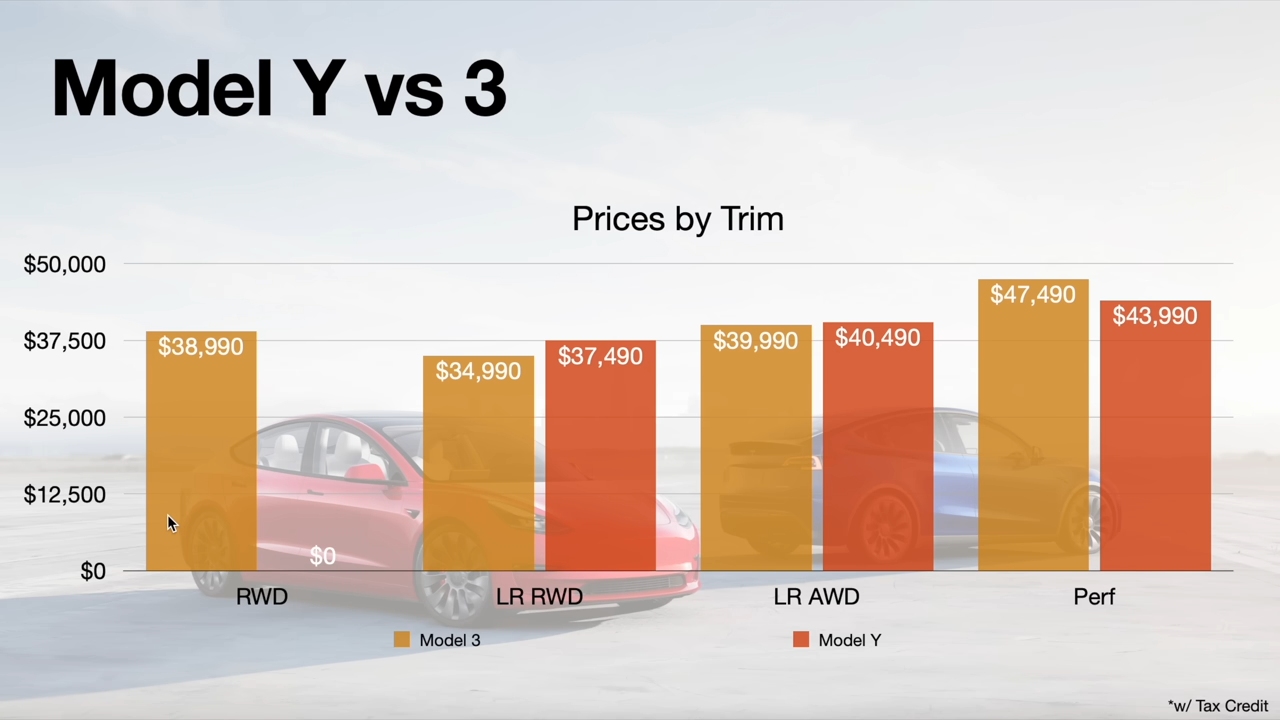 Model Y vs 3
Prices by Trim
$50,000
$37,500
$25,000
$12,500
$0
$38,990
$0
$34,990
$37,490
$39,990
$40,490
$47,490
$43,990
RWD
LR RWD
LR AWD
Perf
Model 3
Model Y
*w/ Tax Credit